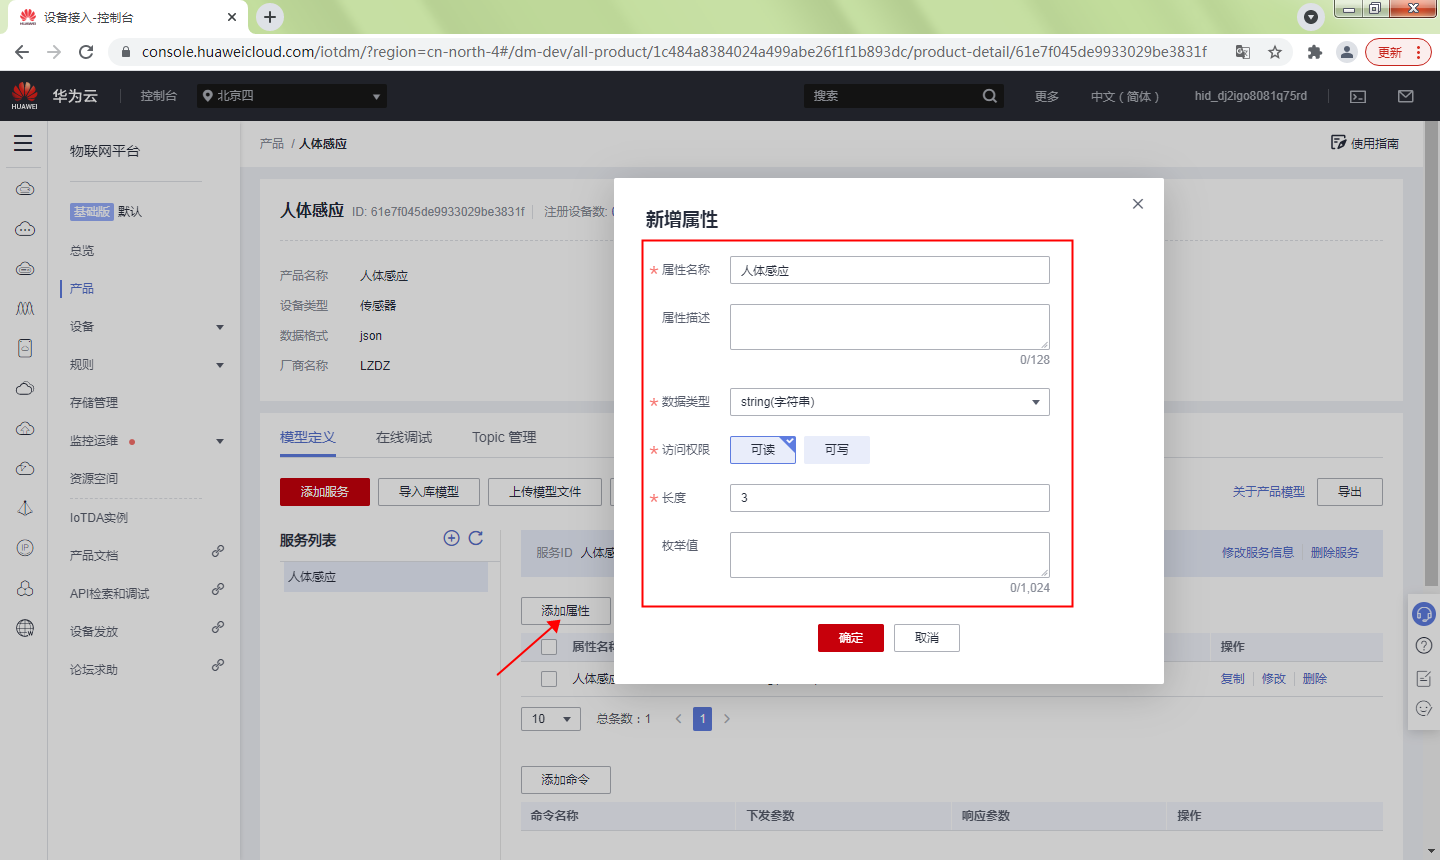 设备接入-控制台
console.huaweicloud.com/iotdm/?region=cn-north-4#/dm-dev/all-product/1c484a8384024a499abe26f1f1b893dc/product-detail/61e7f045de9933029be3831f
更新
HUAWEI
华为云
控制台
北京四
搜索
更多
中文（简体）
hid_dj2igo8081q75rd
物联网平台
基础版 默认
总览
产品
设备
规则
存储管理
监控运维
资源空间
IoTDA实例
产品文档
API检索和调试
设备发放
论坛求助
IP
产品 / 人体感应
使用指南
人体感应 ID: 61e7f045de9933029be3831f 注册设备数:
产品名称 人体感应
设备类型 传感器
数据格式 json
厂商名称 LZDZ
模型定义 在线调试 Topic 管理
添加服务 导入库模型 上传模型文件
关于产品模型 导出
服务列表
人体感应
服务ID 人体感
修改服务信息 删除服务
添加属性
属性名称 操作
人体感应
复制 修改 删除
10 总条数：1 < 1 >
添加命令
命令名称 下发参数 响应参数 操作
新增属性
* 属性名称 人体感应
属性描述
0/128
* 数据类型 string(字符串)
* 访问权限 可读 可写
* 长度 3
枚举值
0/1,024
确定 取消